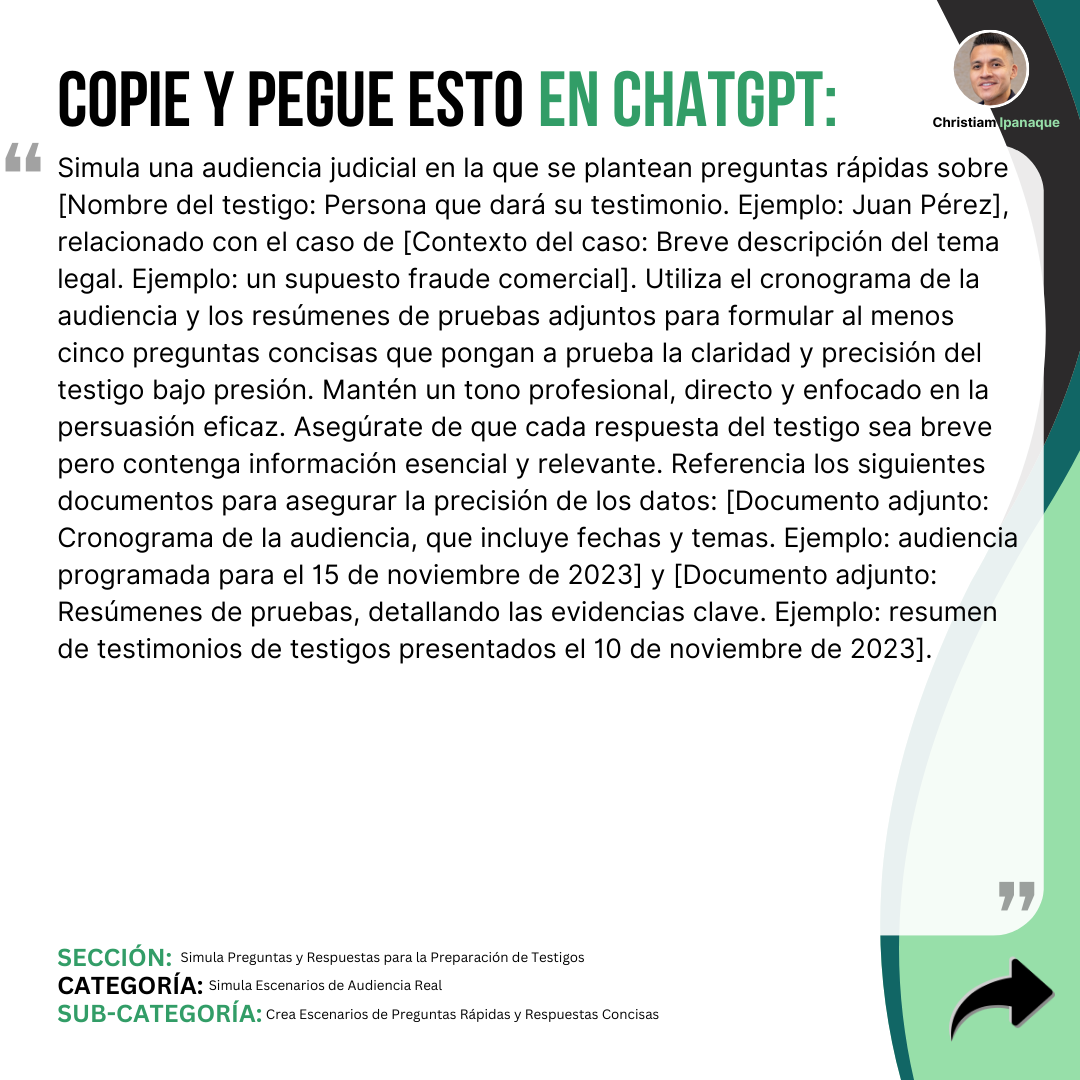 COPIE Y PEGUE ESTO EN CHATGPT:
Christiam Ipanaque
“
Simula una audiencia judicial en la que se plantean preguntas rápidas sobre
[Nombre del testigo: Persona que dará su testimonio. Ejemplo: Juan Pérez],
relacionado con el caso de [Contexto del caso: Breve descripción del tema
legal. Ejemplo: un supuesto fraude comercial]. Utiliza el cronograma de la
audiencia y los resúmenes de pruebas adjuntos para formular al menos
cinco preguntas concisas que pongan a prueba la claridad y precisión del
testigo bajo presión. Mantén un tono profesional, directo y enfocado en la
persuasión eficaz. Asegúrate de que cada respuesta del testigo sea breve
pero contenga información esencial y relevante. Referencia los siguientes
documentos para asegurar la precisión de los datos: [Documento adjunto:
Cronograma de la audiencia, que incluye fechas y temas. Ejemplo: audiencia
programada para el 15 de noviembre de 2023] y [Documento adjunto:
Resúmenes de pruebas, detallando las evidencias clave. Ejemplo: resumen
de testimonios de testigos presentados el 10 de noviembre de 2023].
”
SECCIÓN: Simula Preguntas y Respuestas para la Preparación de Testigos
CATEGORÍA: Simula Escenarios de Audiencia Real
SUB-CATEGORÍA: Crea Escenarios de Preguntas Rápidas y Respuestas Concisas